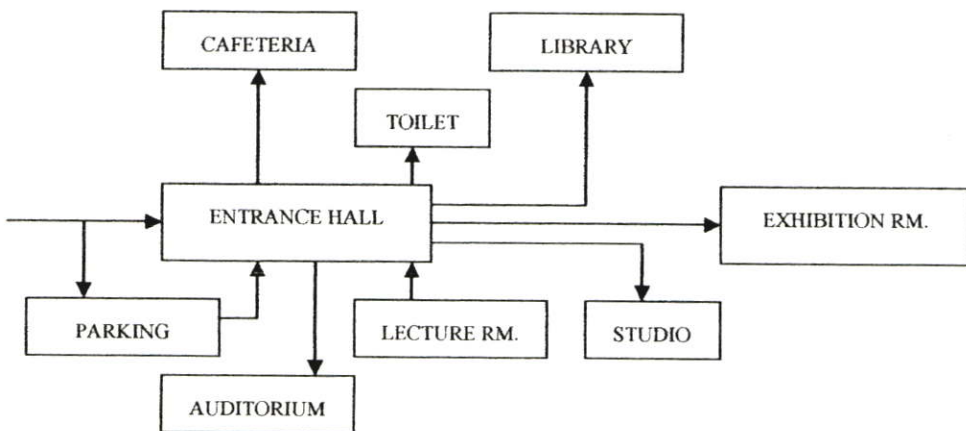 CAFETERIA
LIBRARY
TOILET
ENTRANCE HALL
EXHIBITION RM.
PARKING
LECTURE RM.
STUDIO
AUDITORIUM